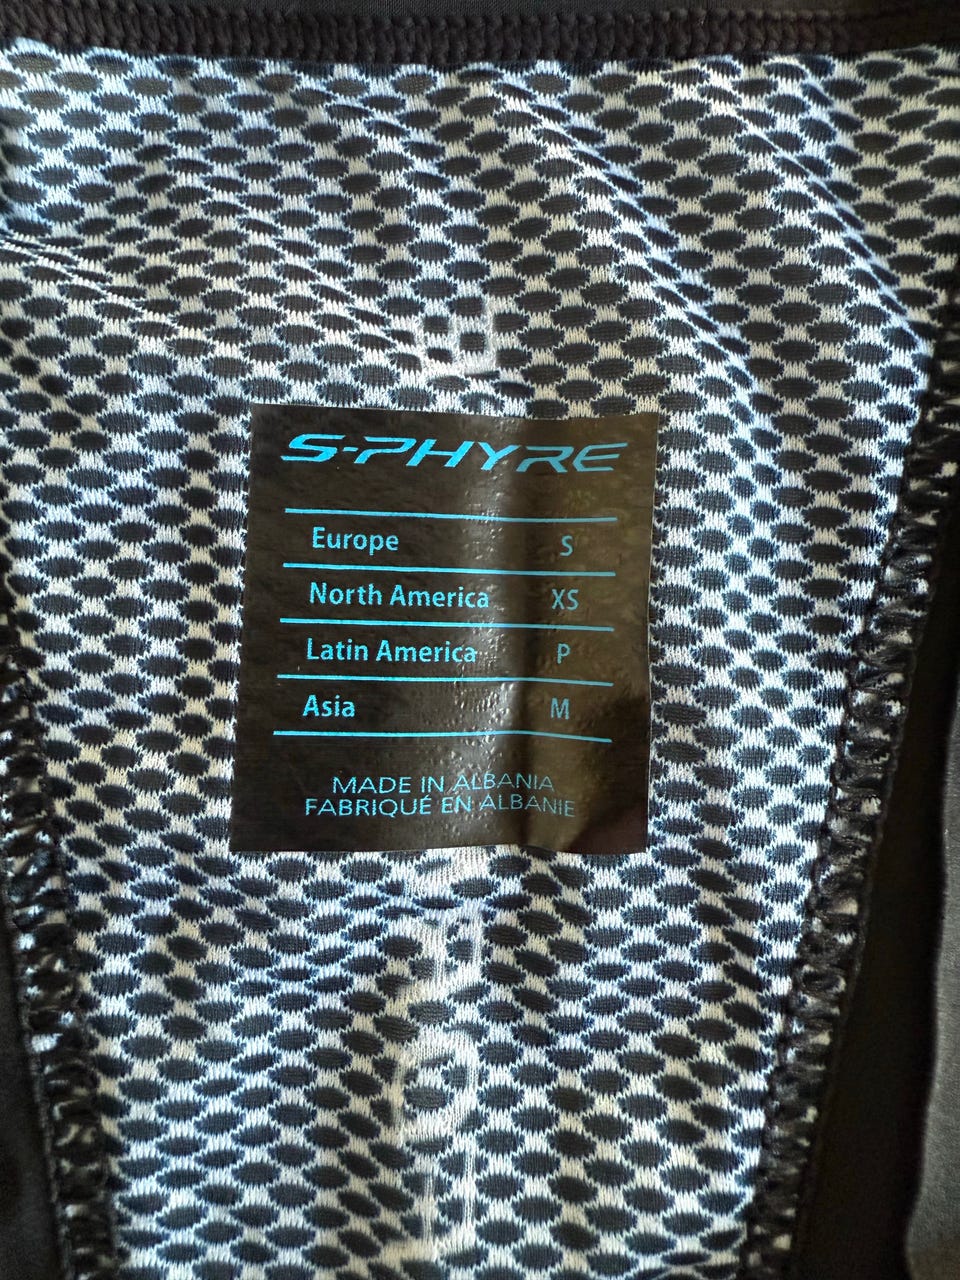 S-PHYRE
Europe S
North America XS
Latin America P
Asia M
MADE IN ALBANIA
FABRIQUÉ EN ALBANIE